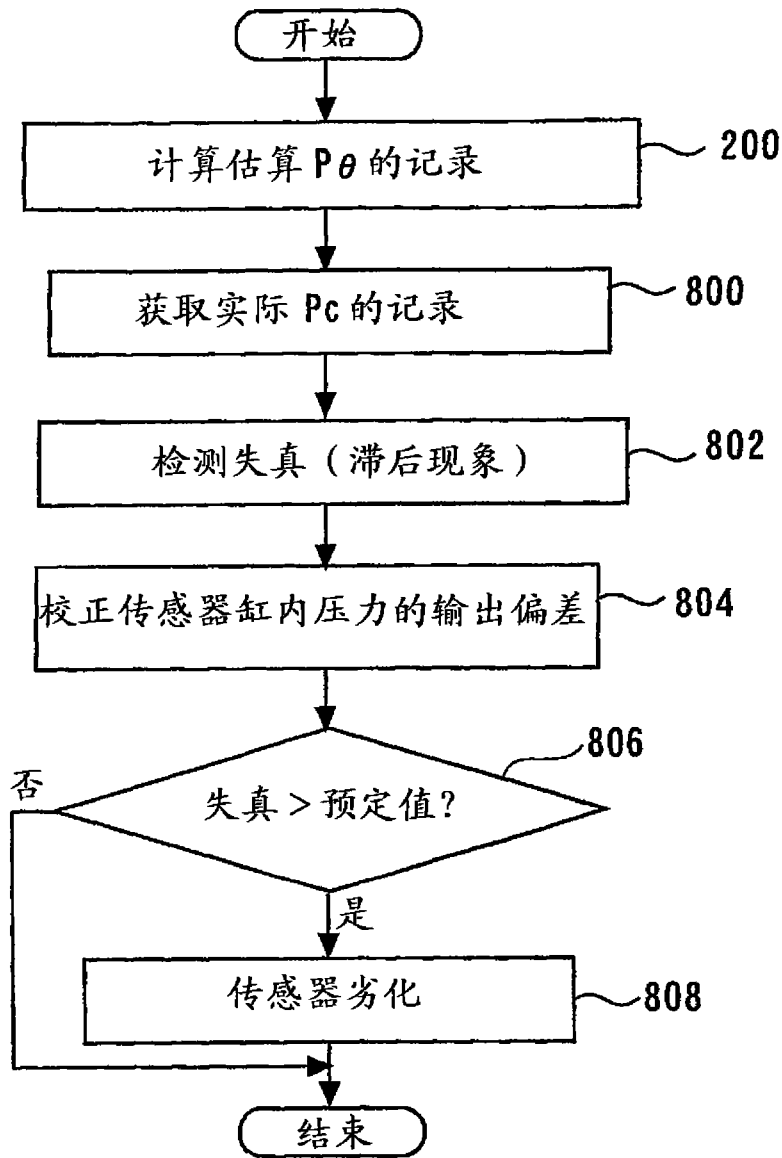 开始
计算估算 Pθ 的记录
200
获取实际 Pc 的记录
800
检测失真（滞后现象）
802
校正传感器缸内压力的输出偏差
804
806
失真 > 预定值?
否
是
传感器劣化
808
结束